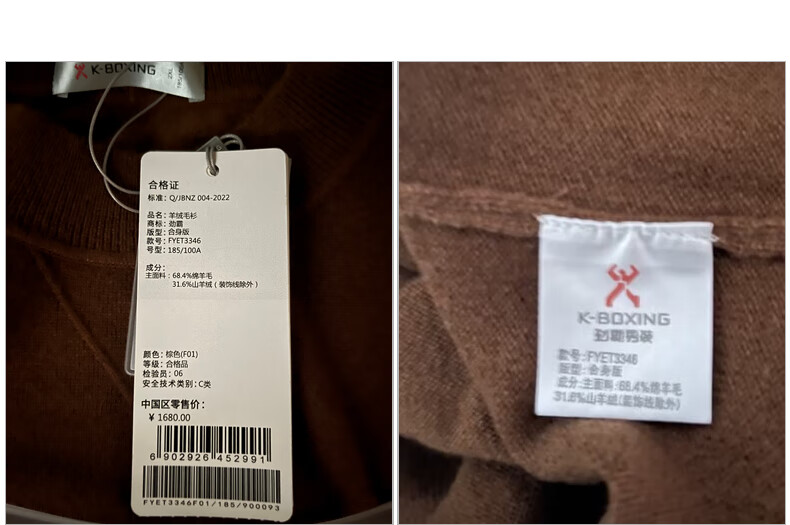 K-BOXING
合格证
标准：Q/JBNZ 004-2022
品名：羊绒毛衫
商标：劲霸
版型：合身版
款号：FYET3346
号型：185/100A
成分：
主面料：68.4%绵羊毛
31.6%山羊绒（装饰线除外）
颜色：棕色(F01)
等级：合格品
检验员：06
安全技术类别：C类
中国区零售价：
￥1680.00
6 902926 452991
FYET3346F01/185/900093
K-BOXING
劲霸男装
款号：FYET3346
版型：合身版
成分：主面料：68.4%绵羊毛
31.6%山羊绒(装饰线除外)